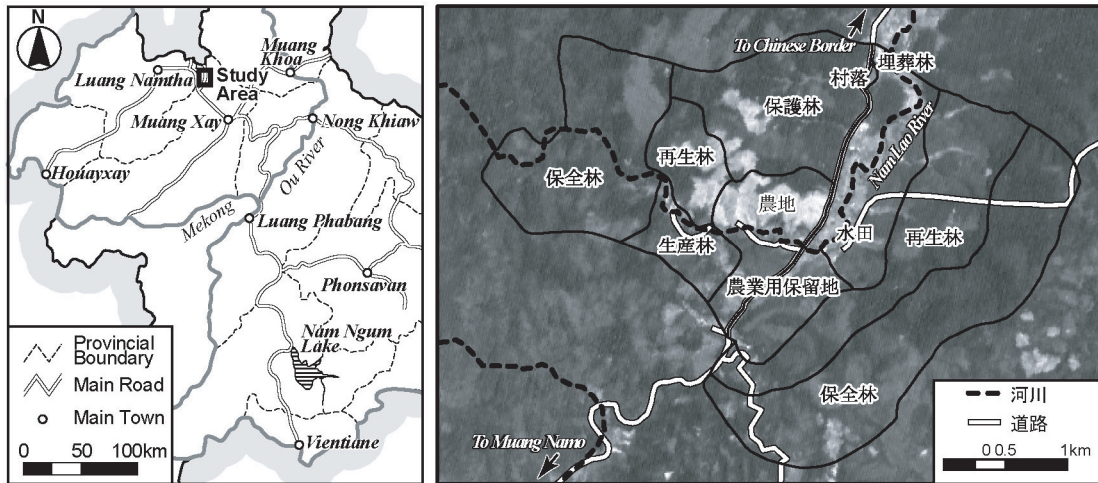 N
Muang
Khoa
Luang Namtha
Study
Area
Muang Xay
Nong Khiaw
Houayxay
Ou River
Mekong
Luang Phabang
Phonsavan
Nam Ngum
Lake
Vientiane
Provincial
Boundary
Main Road
Main Town
0 50 100km
To Chinese Border
埋葬林
村落
保護林
Nam Lao River
再生林
保全林
農地
水田
再生林
生産林
農業用保留地
保全林
To Muang Namo
河川
道路
0 0.5 1km